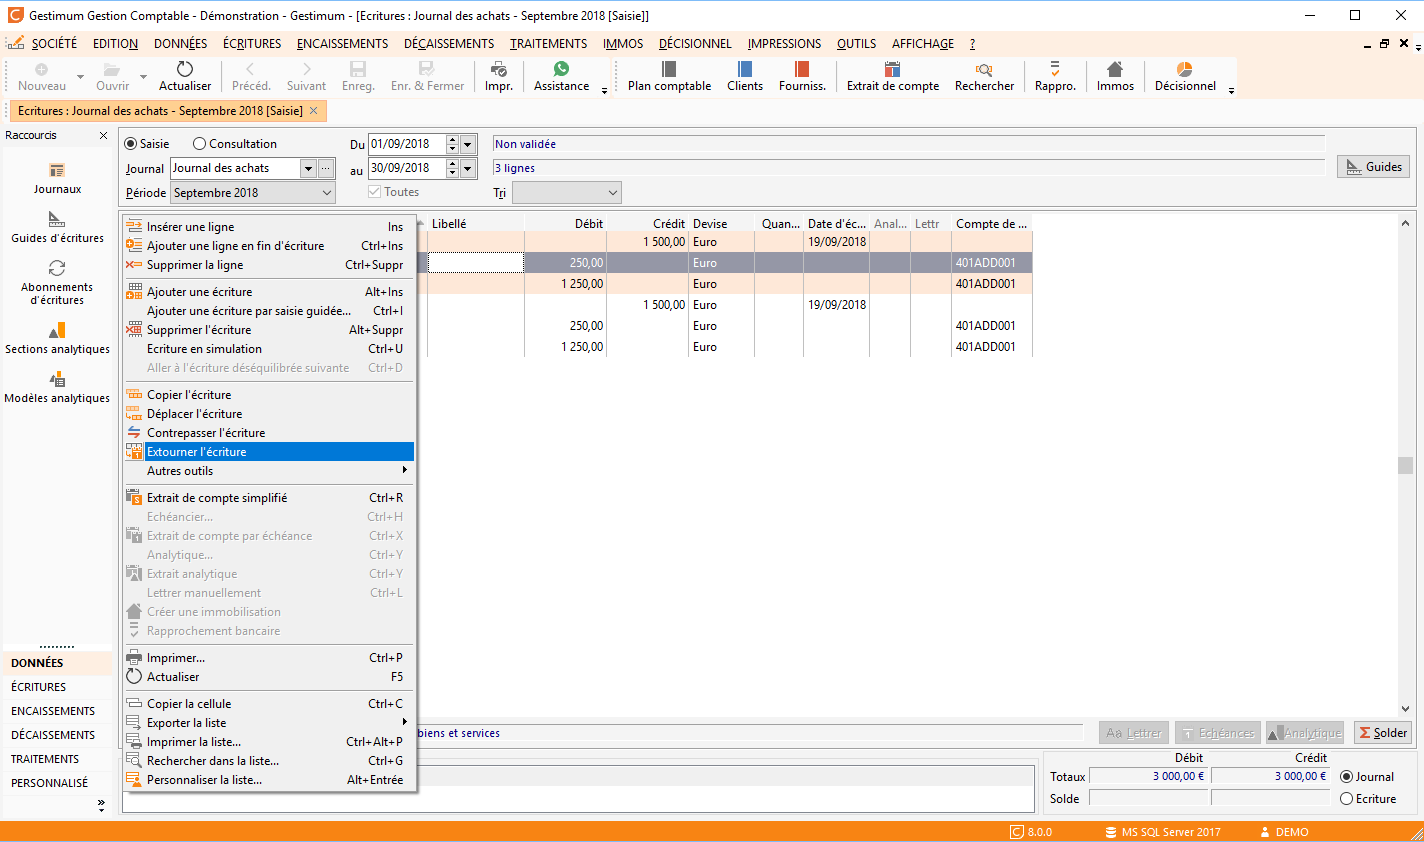 Gestimum Gestion Comptable - Démonstration - Gestimum - [Ecritures : Journal des achats - Septembre 2018 [Saisie]]
SOCIÉTÉ EDITION DONNÉES ÉCRITURES ENCAISSEMENTS DÉCAISSEMENTS TRAITEMENTS IMMOS DÉCISIONNEL IMPRESSIONS OUTILS AFFICHAGE ?
Nouveau Ouvrir Actualiser Précéd. Suivant Enreg. Enr. & Fermer Impr. Assistance Plan comptable Clients Fourniss. Extrait de compte Rechercher Rappro. Immos Décisionnel
Ecritures : Journal des achats - Septembre 2018 [Saisie]
Raccourcis
Journaux
Guides d'écritures
Abonnements
d'écritures
Sections analytiques
Modèles analytiques
DONNÉES
ÉCRITURES
ENCAISSEMENTS
DÉCAISSEMENTS
TRAITEMENTS
PERSONNALISÉ
Saisie Consultation Du 01/09/2018 Non validée
Journal Journal des achats ... au 30/09/2018 3 lignes Guides
Période Septembre 2018 Toutes Tri
Libellé Débit Crédit Devise Quan... Date d'éc... Anal... Lettr Compte de ...
1 500,00 Euro 19/09/2018
250,00 Euro 401ADD001
1 250,00 Euro 401ADD001
1 500,00 Euro 19/09/2018
250,00 Euro 401ADD001
1 250,00 Euro 401ADD001
Insérer une ligne Ins
Ajouter une ligne en fin d'écriture Ctrl+Ins
Supprimer la ligne Ctrl+Suppr
Ajouter une écriture Alt+Ins
Ajouter une écriture par saisie guidée... Ctrl+I
Supprimer l'écriture Alt+Suppr
Ecriture en simulation Ctrl+U
Aller à l'écriture déséquilibrée suivante Ctrl+D
Copier l'écriture
Déplacer l'écriture
Contrepasser l'écriture
Extourner l'écriture
Autres outils
Extrait de compte simplifié Ctrl+R
Echéancier... Ctrl+H
Extrait de compte par échéance Ctrl+X
Analytique... Ctrl+Y
Extrait analytique Ctrl+Y
Lettrer manuellement Ctrl+L
Créer une immobilisation
Rapprochement bancaire
Imprimer... Ctrl+P
Actualiser F5
Copier la cellule Ctrl+C
Exporter la liste
Imprimer la liste... Ctrl+Alt+P
Rechercher dans la liste... Ctrl+G
Personnaliser la liste... Alt+Entrée
biens et services
Aa Lettrer Echéances Analytique Σ Solder
Débit Crédit
Totaux 3 000,00 € 3 000,00 € Journal
Solde Ecriture
8.0.0 MS SQL Server 2017 DEMO